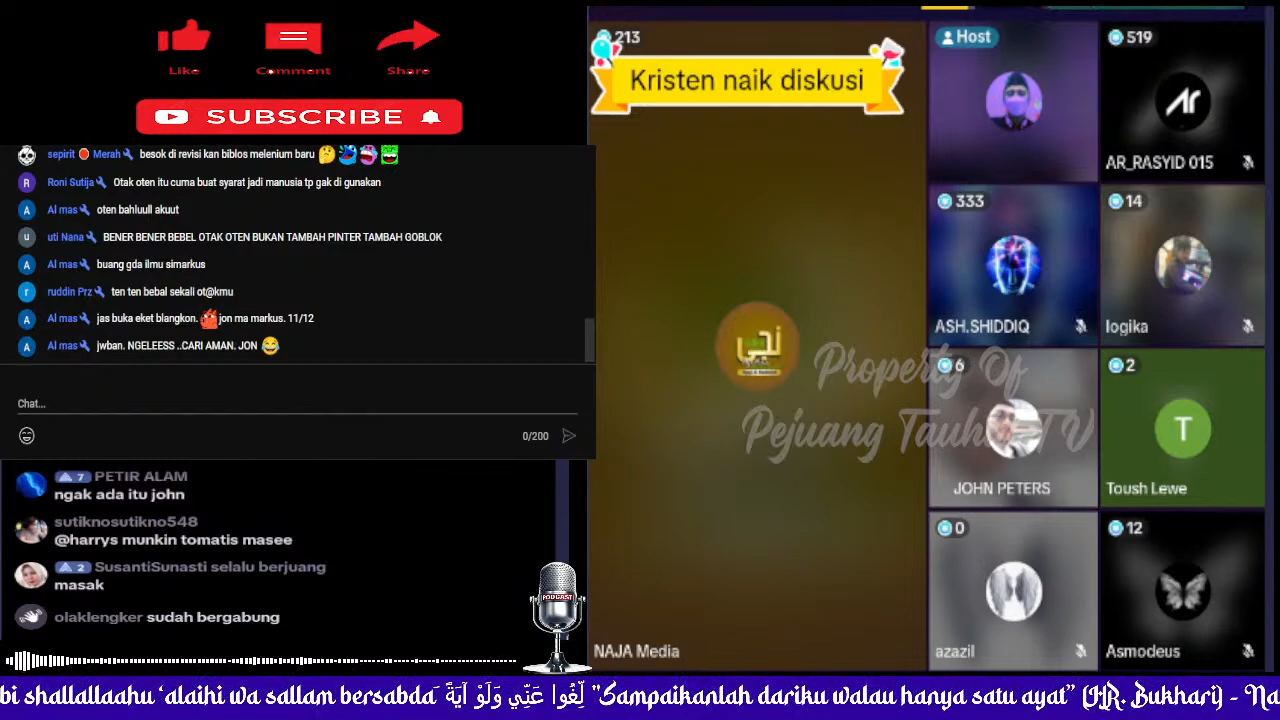 Like
Comment
Share
SUBSCRIBE
sepirit Merah besok di revisi kan biblos melenium baru
Roni Sutija Otak oten itu cuma buat syarat jadi manusia tp gak di gunakan
Al mas oten bahluull akuut
uti Nana BENER BENER BEBEL OTAK OTEN BUKAN TAMBAH PINTER TAMBAH GOBLOK
Al mas buang gda ilmu simarkus
ruddin Prz ten ten bebal sekali ot@kmu
Al mas jas buka eket blangkon. jon ma markus. 11/12
Al mas jwban. NGELEESS ..CARI AMAN. JON 😂
Chat...
0/200
7 PETIR ALAM
ngak ada itu john
sutiknosutikno548
@harrys munkin tomatis masee
2 SusantiSunasti selalu berjuang
masak
olaklengker sudah bergabung
PODCAST
213
Kristen naik diskusi
نجى
NAJA Media
Host
519
Ar
AR_RASYID 015
333
ASH.SHIDDIQ
14
logika
6
JOHN PETERS
2
T
Toush Lewe
0
azazil
12
Asmodeus
Property Of
Pejuang Tauh TV
bi shallallaahu 'alaihi wa sallam bersabda لِّغُوا عَنِّي وَلَوْ آيَةً "Sampaikanlah dariku walau hanya satu ayat" (HR. Bukhari) - Na